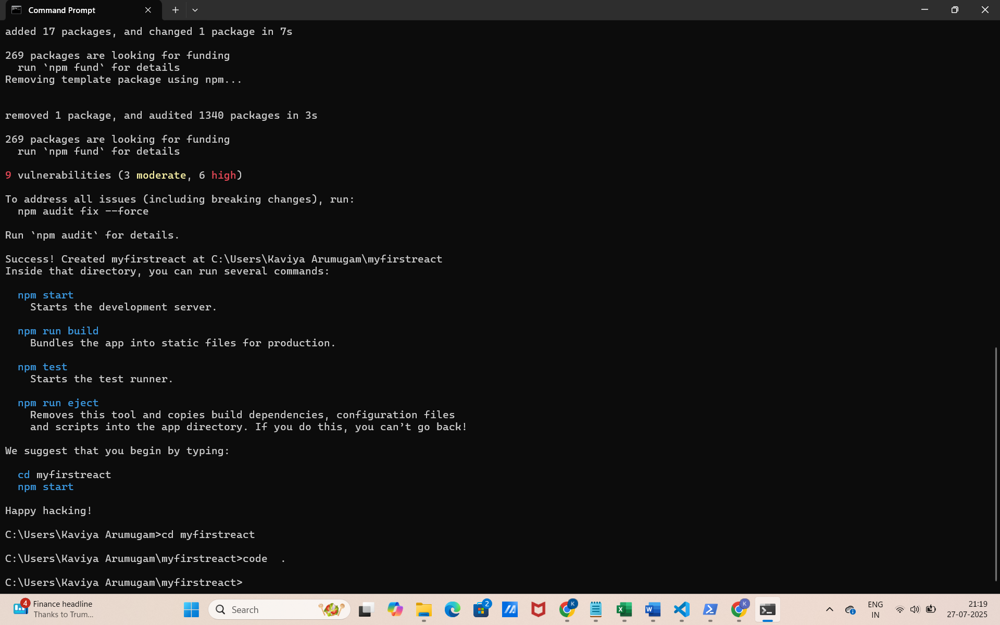 Command Prompt
added 17 packages, and changed 1 package in 7s
269 packages are looking for funding
run `npm fund` for details
Removing template package using npm...
removed 1 package, and audited 1340 packages in 3s
269 packages are looking for funding
run `npm fund` for details
9 vulnerabilities (3 moderate, 6 high)
To address all issues (including breaking changes), run:
npm audit fix --force
Run `npm audit` for details.
Success! Created myfirstreact at C:\Users\Kaviya Arumugam\myfirstreact
Inside that directory, you can run several commands:
npm start
Starts the development server.
npm run build
Bundles the app into static files for production.
npm test
Starts the test runner.
npm run eject
Removes this tool and copies build dependencies, configuration files
and scripts into the app directory. If you do this, you can’t go back!
We suggest that you begin by typing:
cd myfirstreact
npm start
Happy hacking!
C:\Users\Kaviya Arumugam>cd myfirstreact
C:\Users\Kaviya Arumugam\myfirstreact>code  .
C:\Users\Kaviya Arumugam\myfirstreact>
4
Finance headline
Thanks to Trum...
Search
2
K
X
W
K
ENG
IN
21:19
27-07-2025